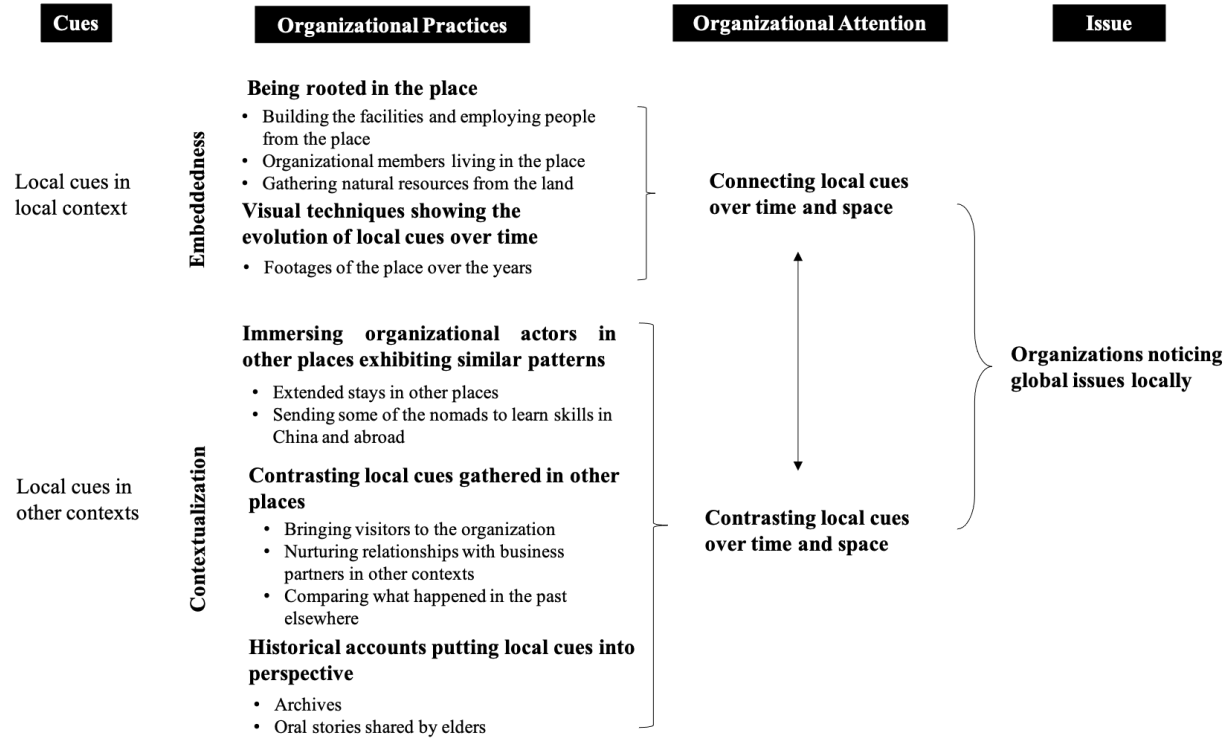 Cues
Organizational Practices
Organizational Attention
Issue
Local cues in
local context
Embeddedness
Being rooted in the place
• Building the facilities and employing people
from the place
• Organizational members living in the place
• Gathering natural resources from the land
Visual techniques showing the
evolution of local cues over time
• Footages of the place over the years
Connecting local cues
over time and space
Local cues in
other contexts
Contextualization
Immersing organizational actors in
other places exhibiting similar patterns
• Extended stays in other places
• Sending some of the nomads to learn skills in
China and abroad
Contrasting local cues gathered in other
places
• Bringing visitors to the organization
• Nurturing relationships with business
partners in other contexts
• Comparing what happened in the past
elsewhere
Historical accounts putting local cues into
perspective
• Archives
• Oral stories shared by elders
Contrasting local cues
over time and space
Organizations noticing
global issues locally